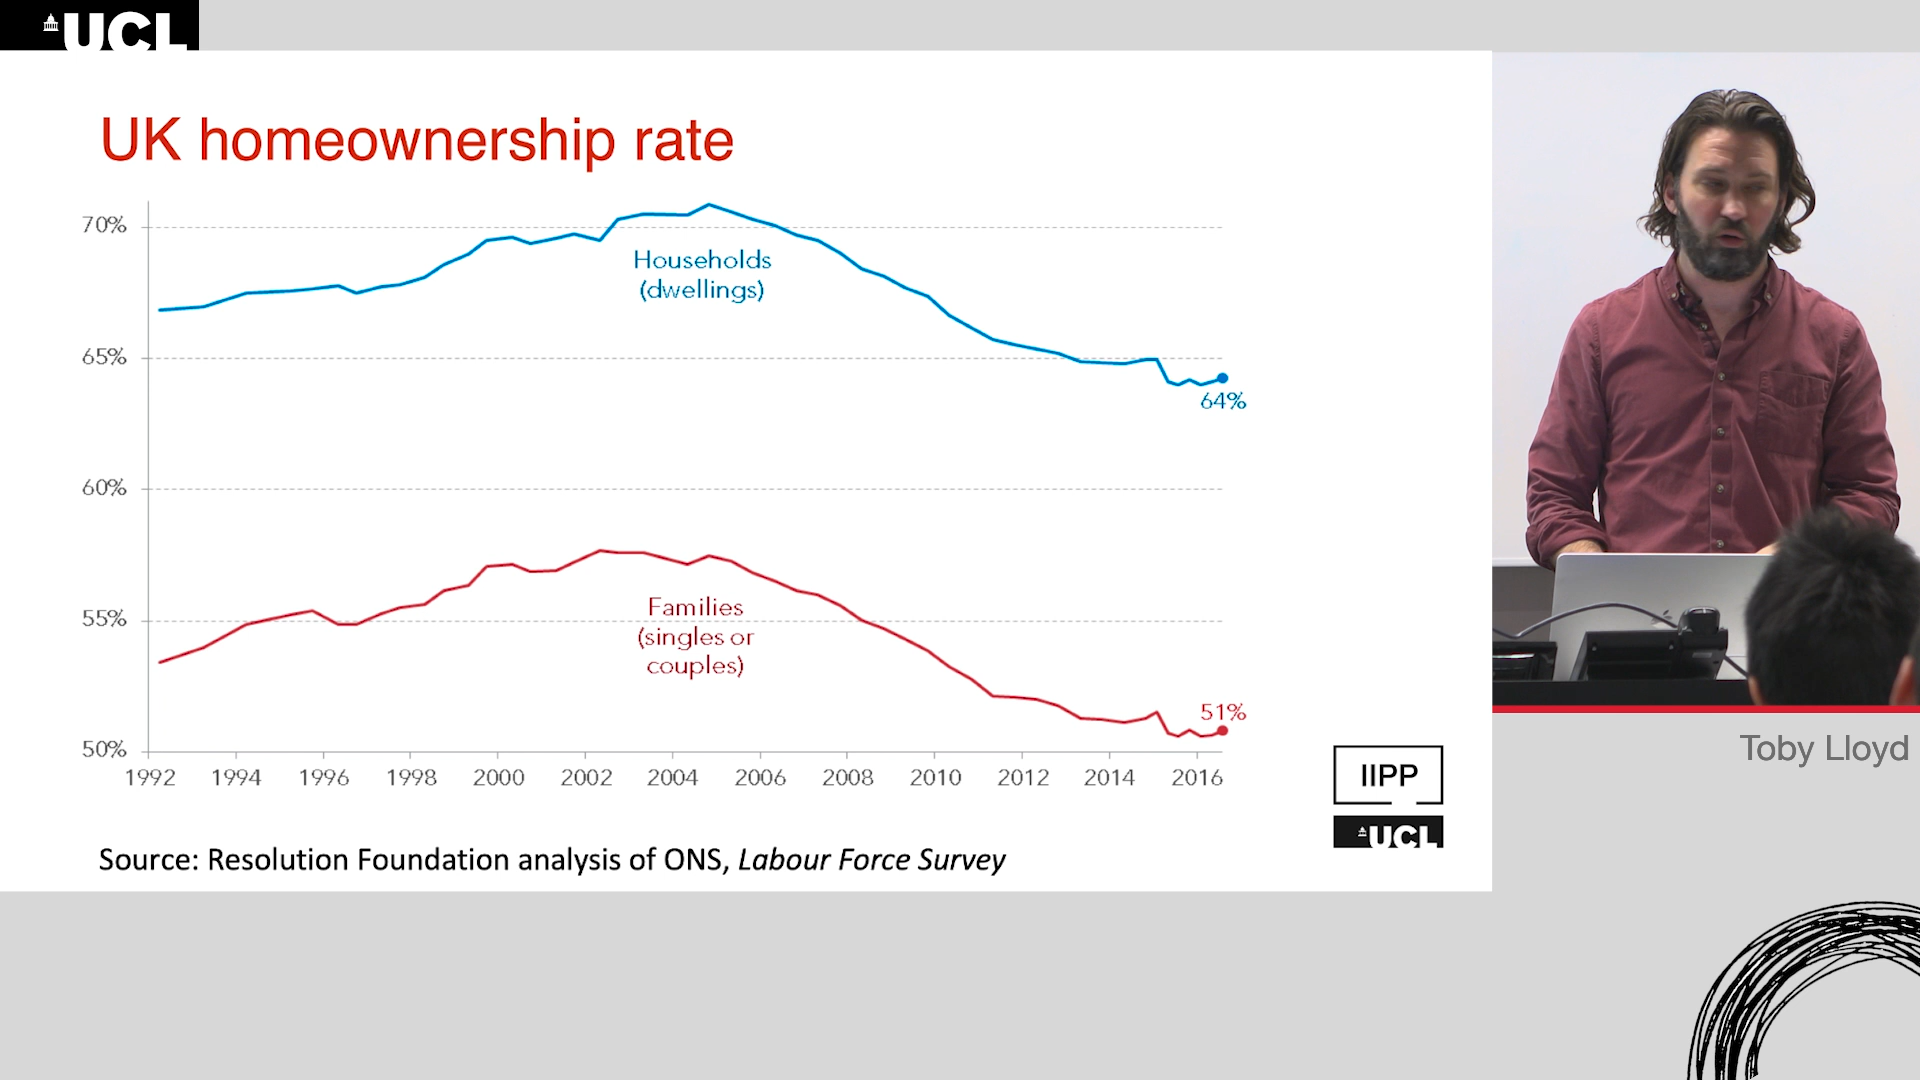 UCL
UK homeownership rate
70%
65%
60%
55%
50%
Households
(dwellings)
64%
Families
(singles or
couples)
51%
1992 1994 1996 1998 2000 2002 2004 2006 2008 2010 2012 2014 2016
IIPP
UCL
Source: Resolution Foundation analysis of ONS, Labour Force Survey
Toby Lloyd